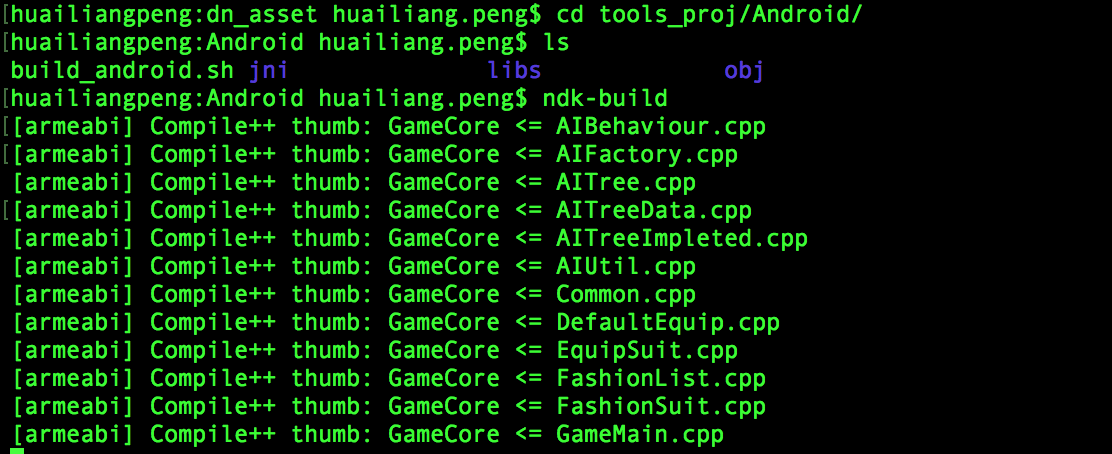 [huailiangpeng:dn_asset huailiang.peng$ cd tools_proj/Android/
[huailiangpeng:Android huailiang.peng$ ls
build_android.sh jni libs obj
[huailiangpeng:Android huailiang.peng$ ndk-build
[[armeabi] Compile++ thumb: GameCore <= AIBehaviour.cpp
[[armeabi] Compile++ thumb: GameCore <= AIFactory.cpp
[armeabi] Compile++ thumb: GameCore <= AITree.cpp
[[armeabi] Compile++ thumb: GameCore <= AITreeData.cpp
[armeabi] Compile++ thumb: GameCore <= AITreeImpleted.cpp
[armeabi] Compile++ thumb: GameCore <= AIUtil.cpp
[armeabi] Compile++ thumb: GameCore <= Common.cpp
[armeabi] Compile++ thumb: GameCore <= DefaultEquip.cpp
[armeabi] Compile++ thumb: GameCore <= EquipSuit.cpp
[armeabi] Compile++ thumb: GameCore <= FashionList.cpp
[armeabi] Compile++ thumb: GameCore <= FashionSuit.cpp
[armeabi] Compile++ thumb: GameCore <= GameMain.cpp